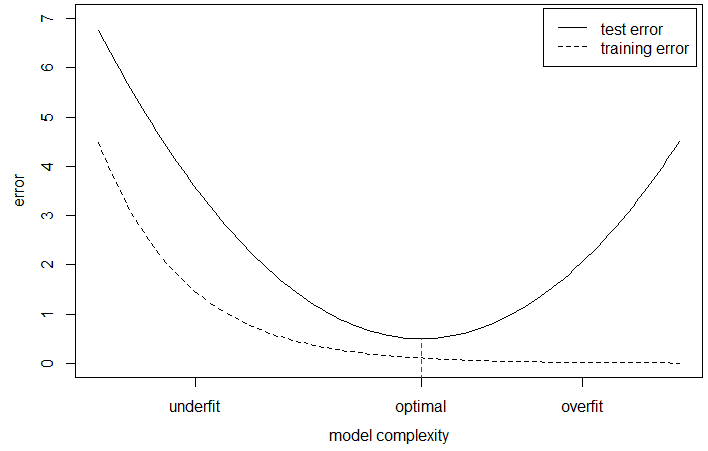 7
6
5
4
3
2
1
0
error
test error
training error
underfit optimal overfit
model complexity